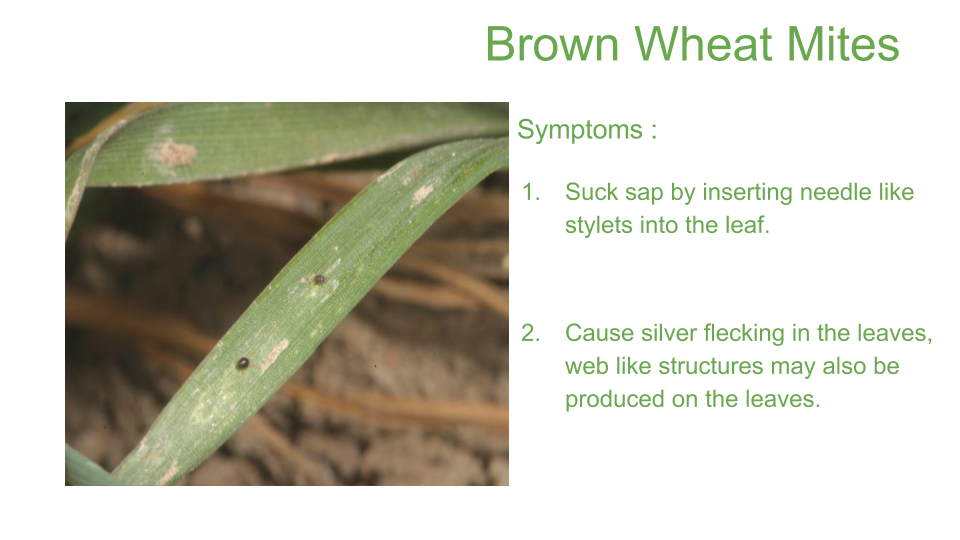 Brown Wheat Mites
Symptoms :
1. Suck sap by inserting needle like
stylets into the leaf.
2. Cause silver flecking in the leaves,
web like structures may also be
produced on the leaves.